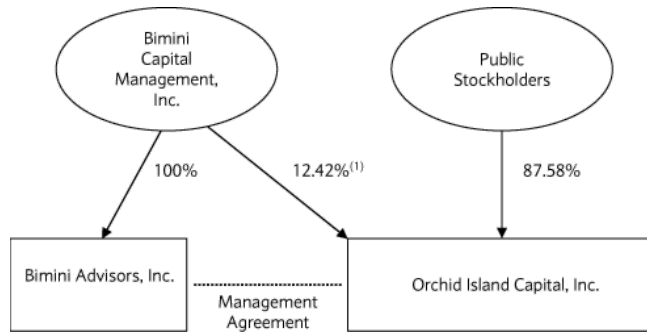 Bimini
Capital
Management,
Inc.
Public
Stockholders
100%
12.42%(1)
87.58%
Bimini Advisors, Inc.
Management
Agreement
Orchid Island Capital, Inc.